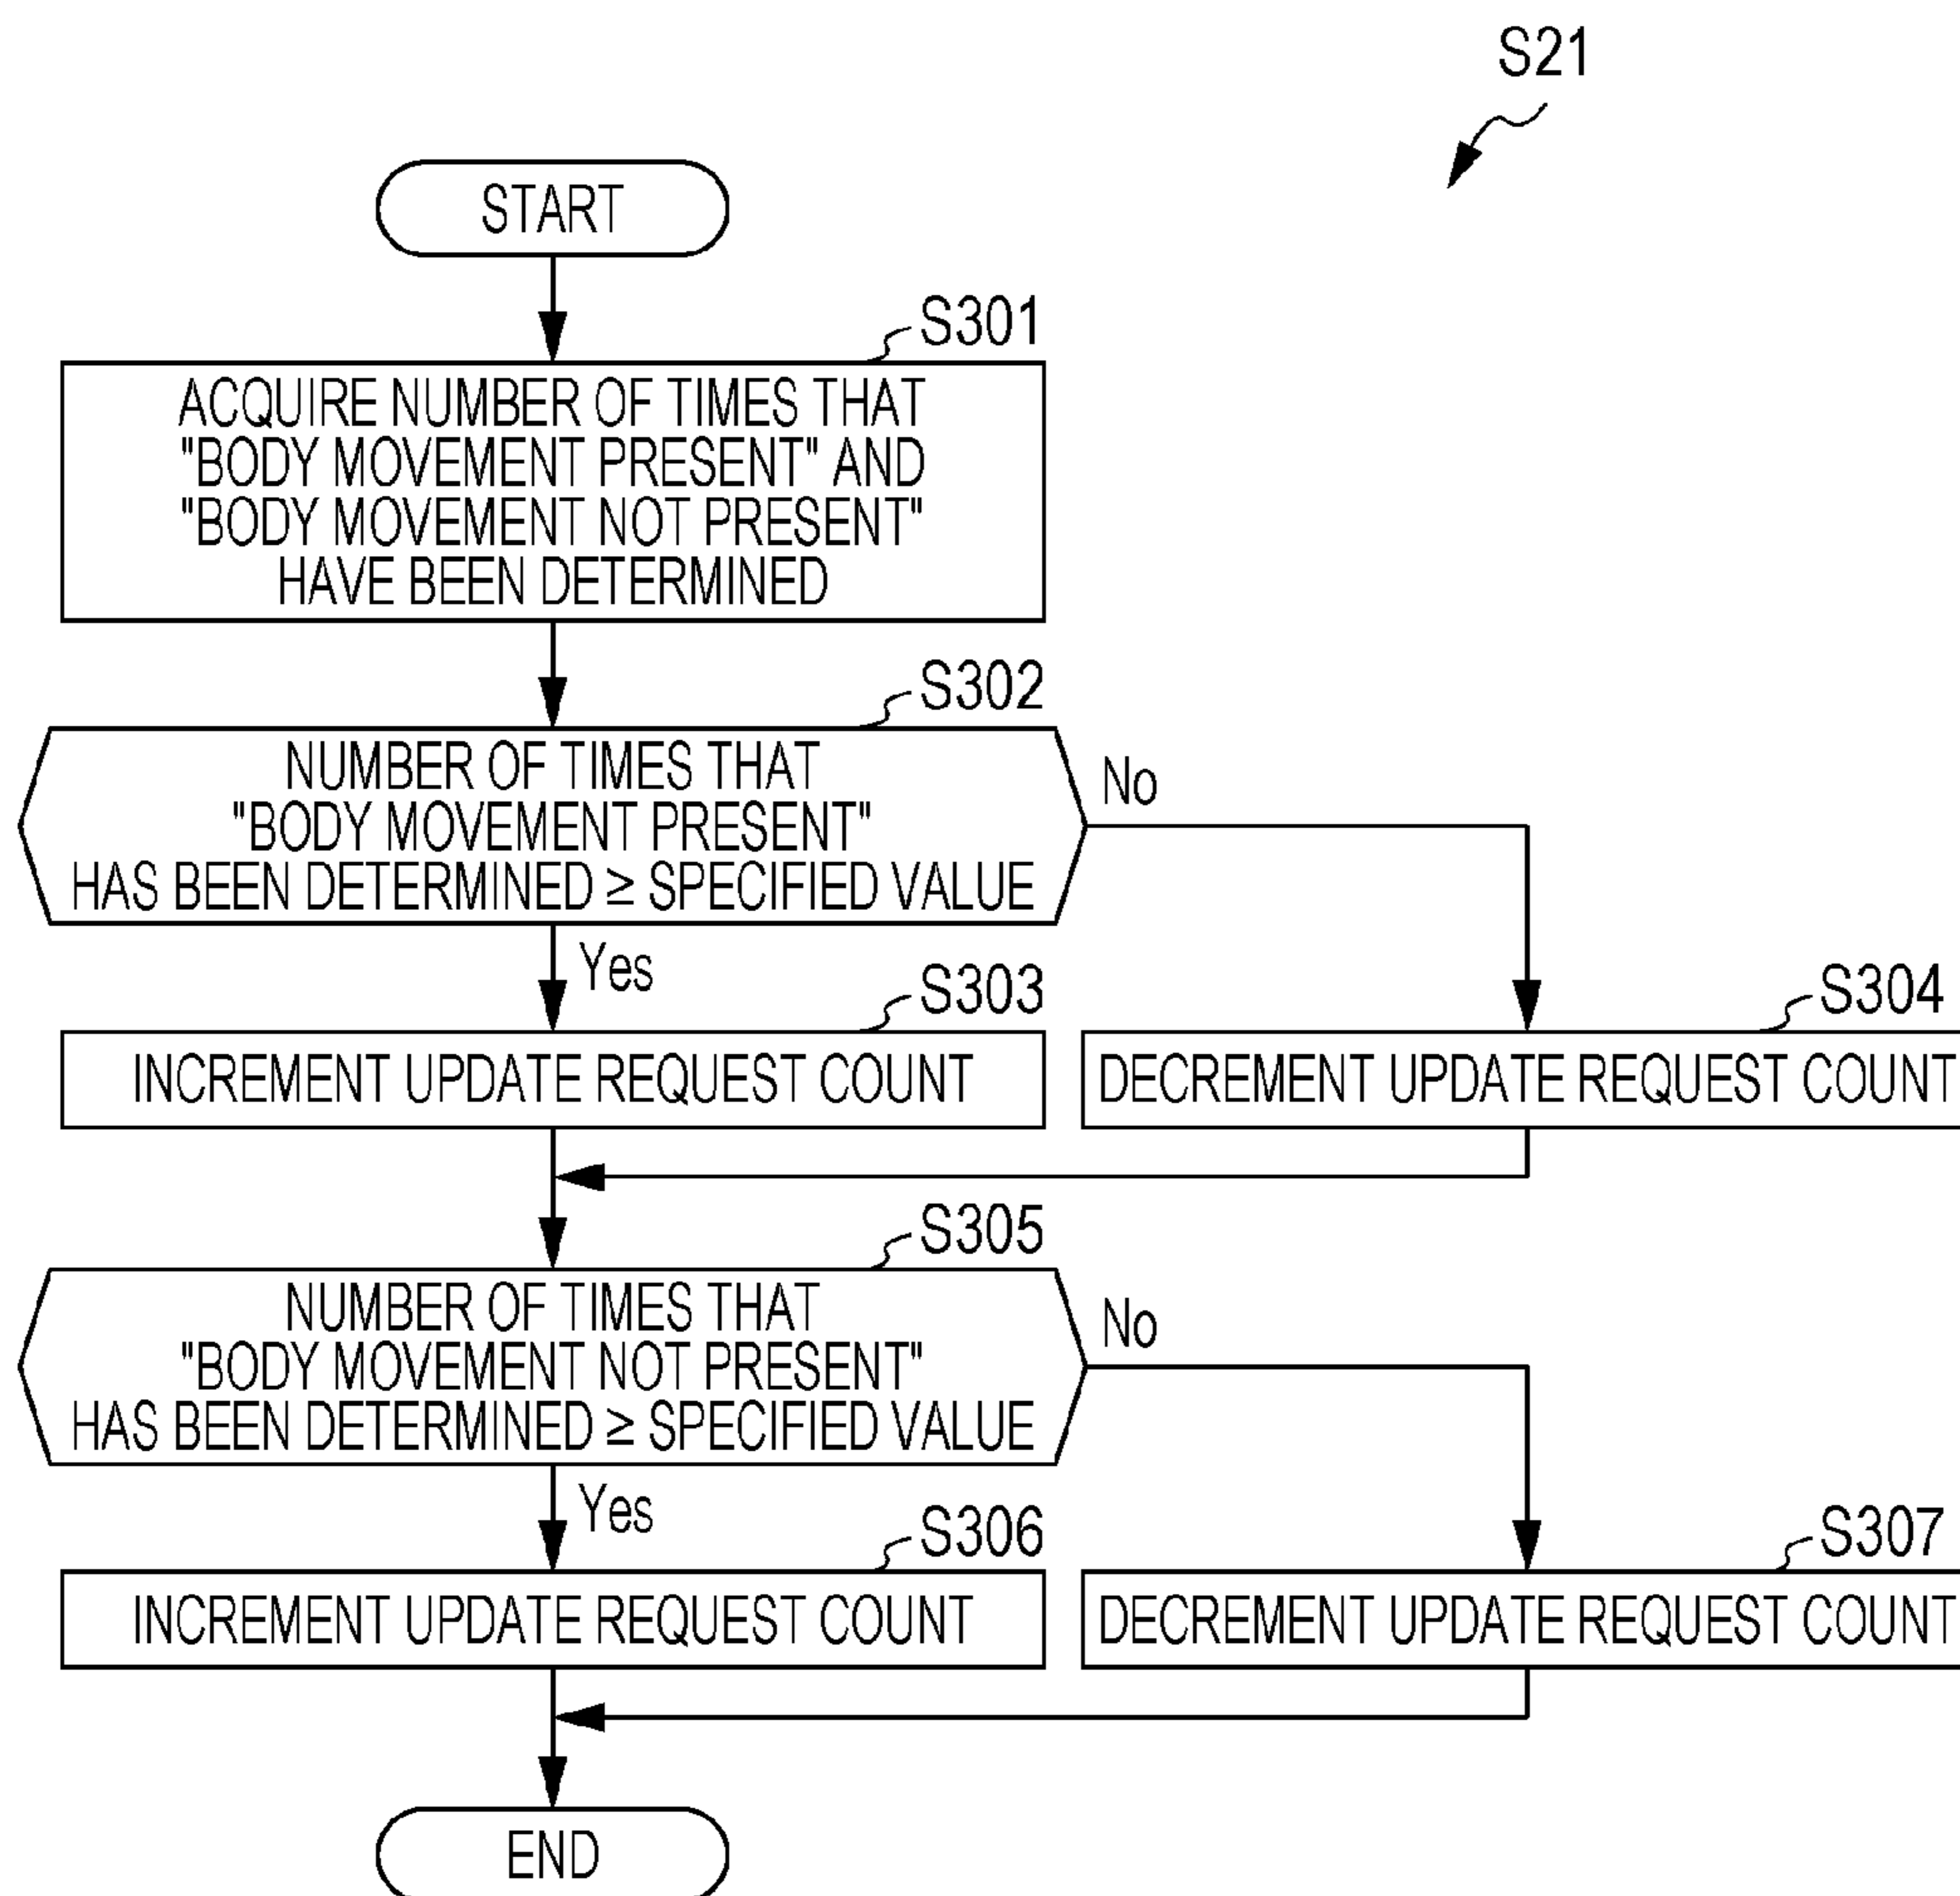 S21
START
S301
ACQUIRE NUMBER OF TIMES THAT
"BODY MOVEMENT PRESENT" AND
"BODY MOVEMENT NOT PRESENT"
HAVE BEEN DETERMINED
S302
NUMBER OF TIMES THAT
"BODY MOVEMENT PRESENT"
HAS BEEN DETERMINED ≥ SPECIFIED VALUE
No
Yes
S303
INCREMENT UPDATE REQUEST COUNT
S304
DECREMENT UPDATE REQUEST COUNT
S305
NUMBER OF TIMES THAT
"BODY MOVEMENT NOT PRESENT"
HAS BEEN DETERMINED ≥ SPECIFIED VALUE
No
Yes
S306
INCREMENT UPDATE REQUEST COUNT
S307
DECREMENT UPDATE REQUEST COUNT
END